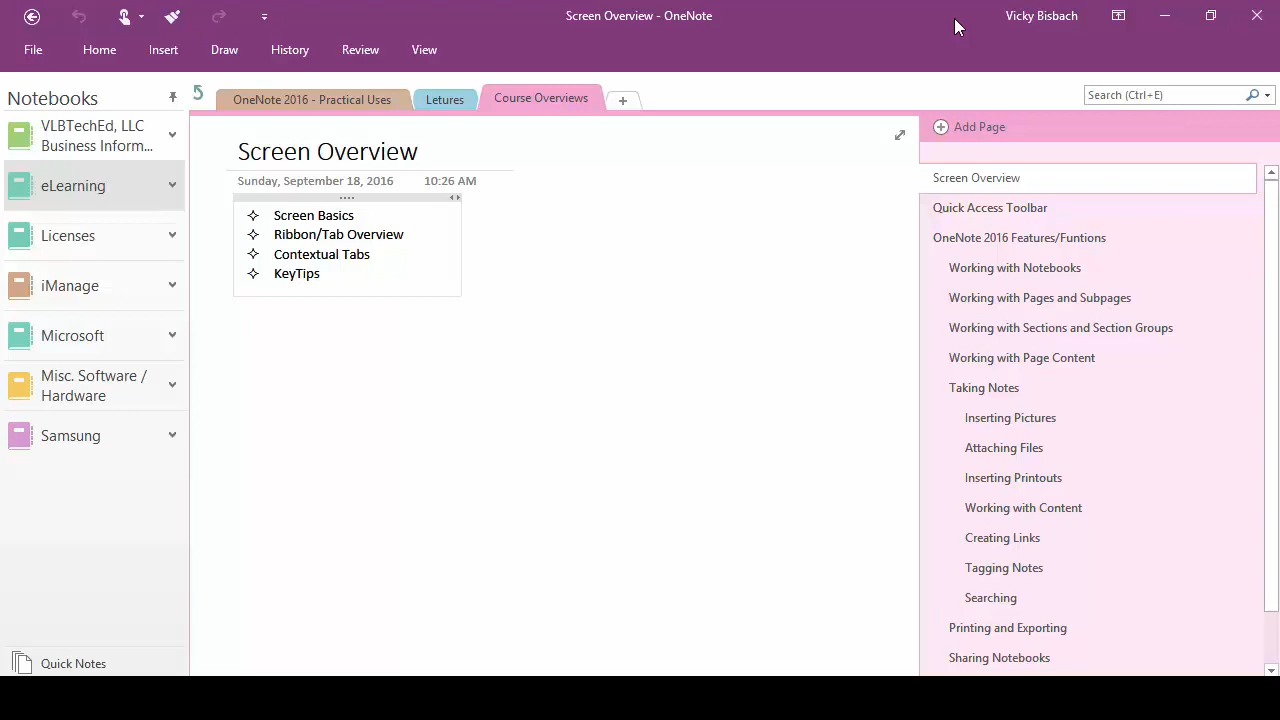 Screen Overview - OneNote
Vicky Bisbach
File Home Insert Draw History Review View
Notebooks
VLBTechEd, LLC
Business Inform...
eLearning
Licenses
iManage
Microsoft
Misc. Software /
Hardware
Samsung
Quick Notes
OneNote 2016 - Practical Uses Letures Course Overviews
Search (Ctrl+E)
Screen Overview
Sunday, September 18, 2016 10:26 AM
Screen Basics
Ribbon/Tab Overview
Contextual Tabs
KeyTips
Add Page
Screen Overview
Quick Access Toolbar
OneNote 2016 Features/Funtions
Working with Notebooks
Working with Pages and Subpages
Working with Sections and Section Groups
Working with Page Content
Taking Notes
Inserting Pictures
Attaching Files
Inserting Printouts
Working with Content
Creating Links
Tagging Notes
Searching
Printing and Exporting
Sharing Notebooks